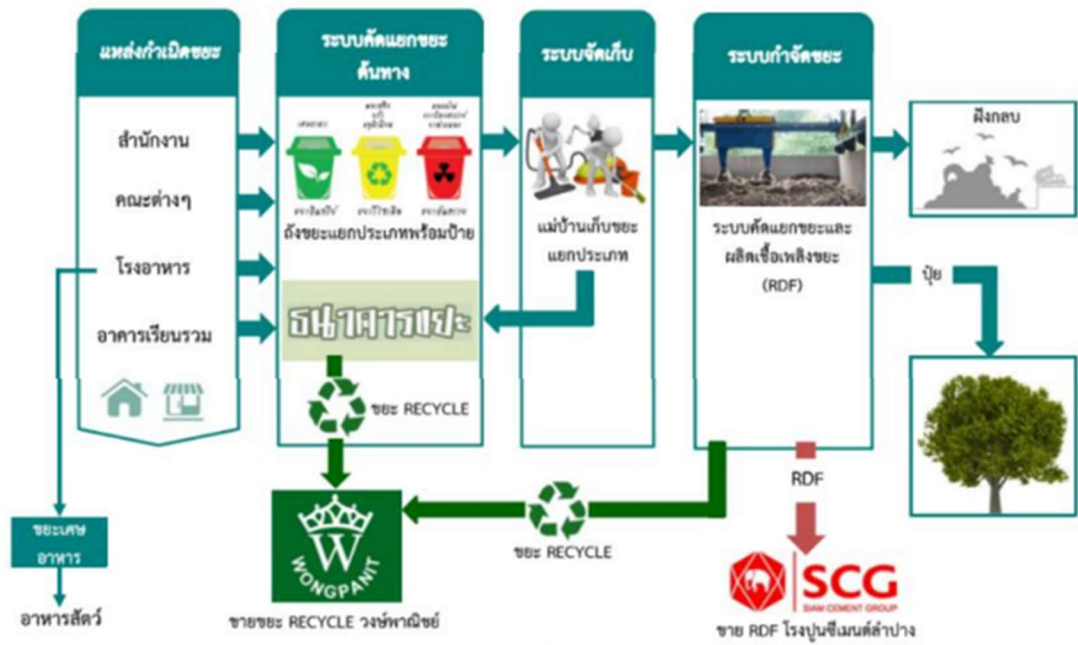 แหล่งกำเนิดขยะ
สำนักงาน
คณะต่างๆ
โรงอาหาร
อาคารเรียนรวม
ระบบคัดแยกขยะ
ต้นทาง
ถังขยะแยกประเภทพร้อมป้าย
ธนาคารขยะ
ขยะ RECYCLE
ระบบจัดเก็บ
แม่บ้านเก็บขยะ
แยกประเภท
ระบบกำจัดขยะ
ระบบคัดแยกขยะและ
ผลิตเชื้อเพลิงขยะ
(RDF)
ฝังกลบ
ปุ๋ย
ขยะเศษ
อาหาร
อาหารสัตว์
W
WONGPANIT
ขายขยะ RECYCLE วงษ์พาณิชย์
ขยะ RECYCLE
RDF
SCG
SIAM CEMENT GROUP
ขาย RDF โรงปูนซีเมนต์ลำปาง